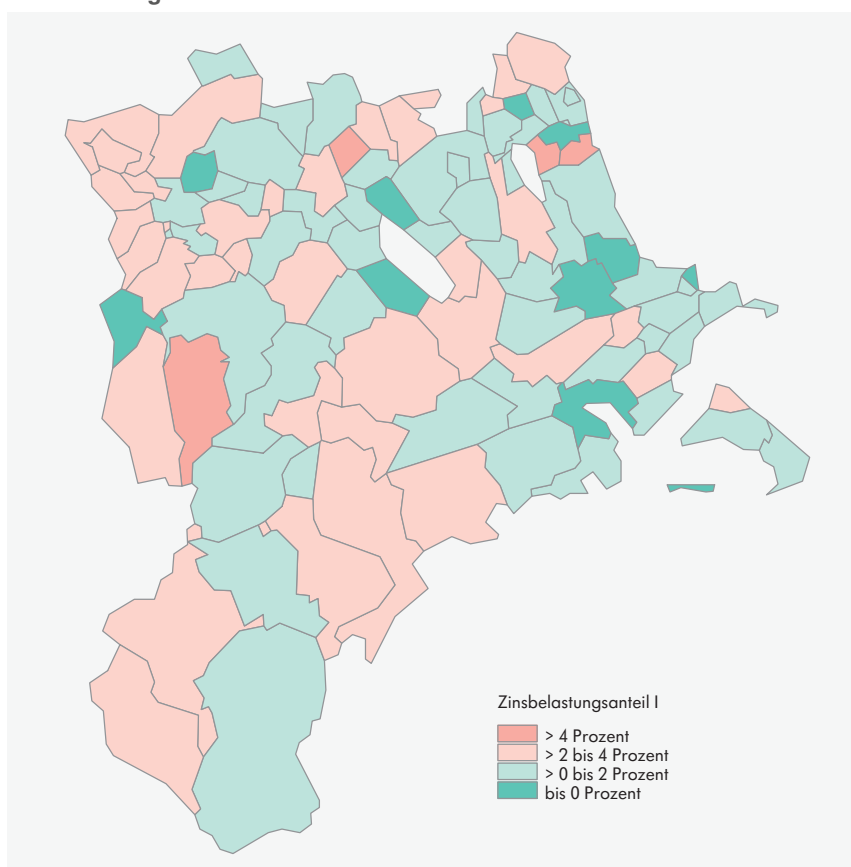 Zinsbelastungsanteil I
> 4 Prozent
> 2 bis 4 Prozent
> 0 bis 2 Prozent
bis 0 Prozent